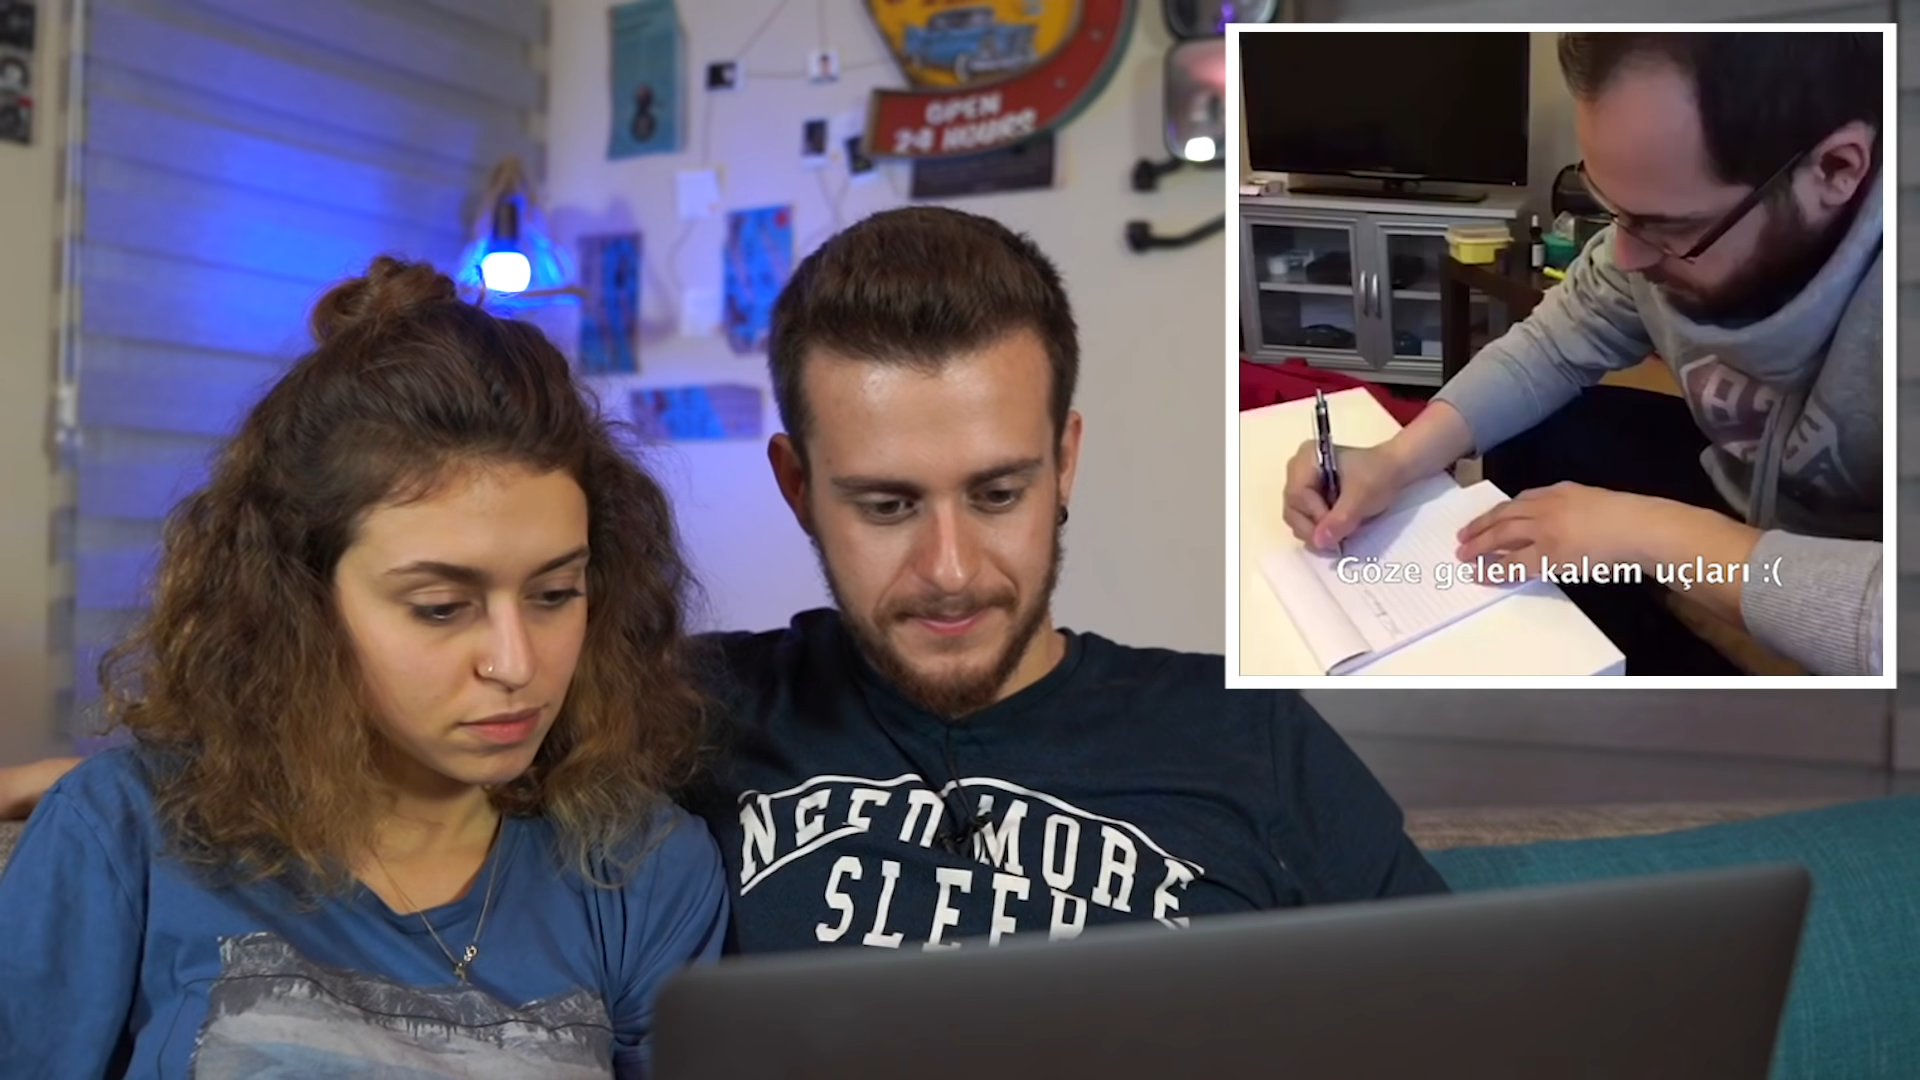 OPEN
24 HOURS
Göze gelen kalem uçları :(
NEED MORE
SLEEP